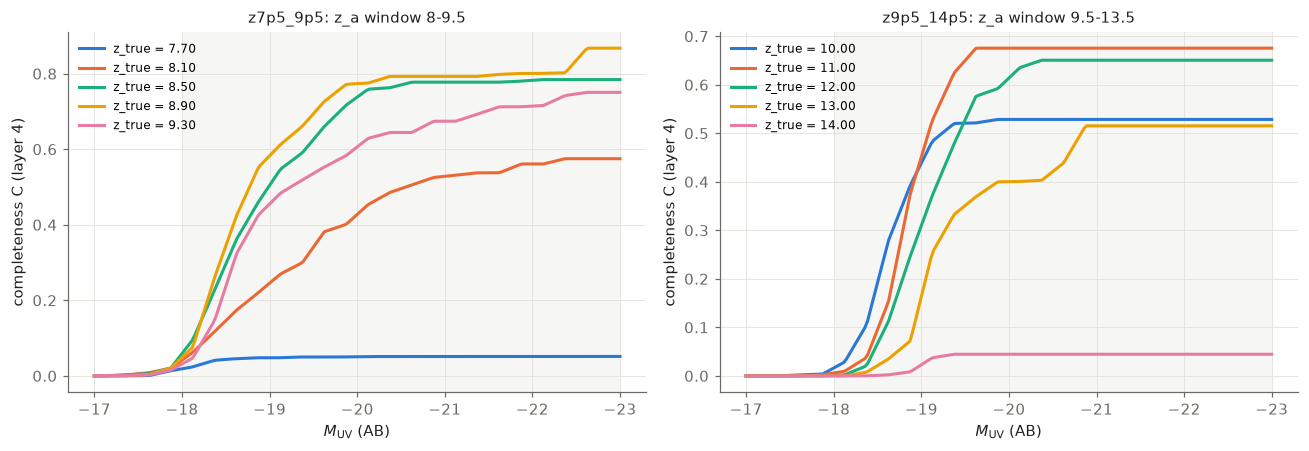 z7p5_9p5: z_a window 8-9.5
z_true = 7.70
z_true = 8.10
z_true = 8.50
z_true = 8.90
z_true = 9.30
completeness C (layer 4)
0.8
0.6
0.4
0.2
0.0
−17
−18
−19
−20
−21
−22
−23
M_UV (AB)
z9p5_14p5: z_a window 9.5-13.5
z_true = 10.00
z_true = 11.00
z_true = 12.00
z_true = 13.00
z_true = 14.00
completeness C (layer 4)
0.7
0.6
0.5
0.4
0.3
0.2
0.1
0.0
−17
−18
−19
−20
−21
−22
−23
M_UV (AB)